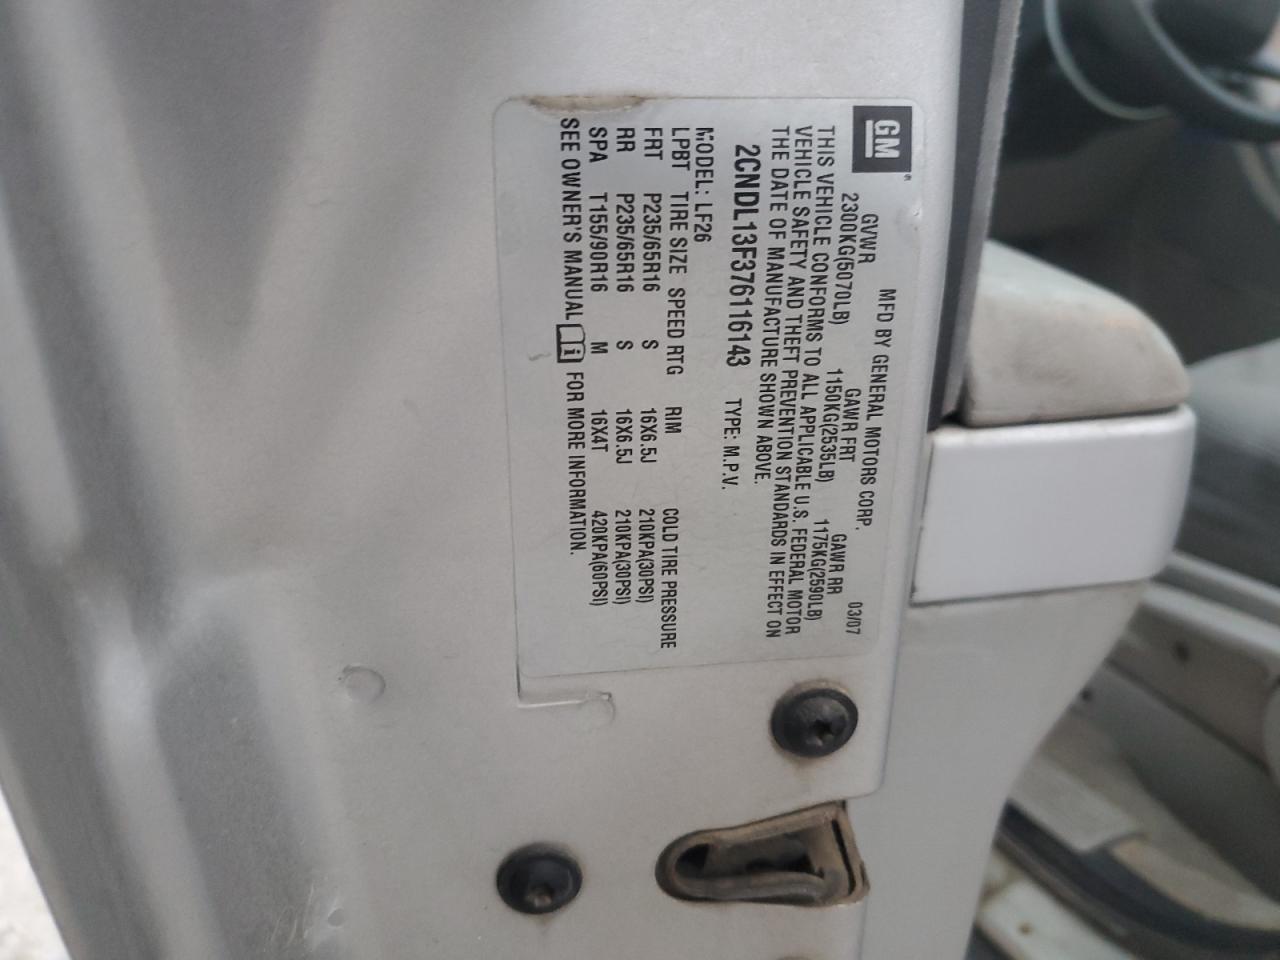 GM
MFD BY GENERAL MOTORS CORP. 03/07
GVWR GAWR FRT GAWR RR
2300KG(5070LB) 1150KG(2535LB) 1175KG(2590LB)
THIS VEHICLE CONFORMS TO ALL APPLICABLE U.S. FEDERAL MOTOR
VEHICLE SAFETY AND THEFT PREVENTION STANDARDS IN EFFECT ON
THE DATE OF MANUFACTURE SHOWN ABOVE.
2CNDL13F376116143 TYPE: M.P.V.
MODEL: LF26
LPBT TIRE SIZE SPEED RTG RIM COLD TIRE PRESSURE
FRT P235/65R16 S 16X6.5J 210KPA(30PSI)
RR P235/65R16 S 16X6.5J 210KPA(30PSI)
SPA T155/90R16 M 16X4T 420KPA(60PSI)
SEE OWNER'S MANUAL i FOR MORE INFORMATION.